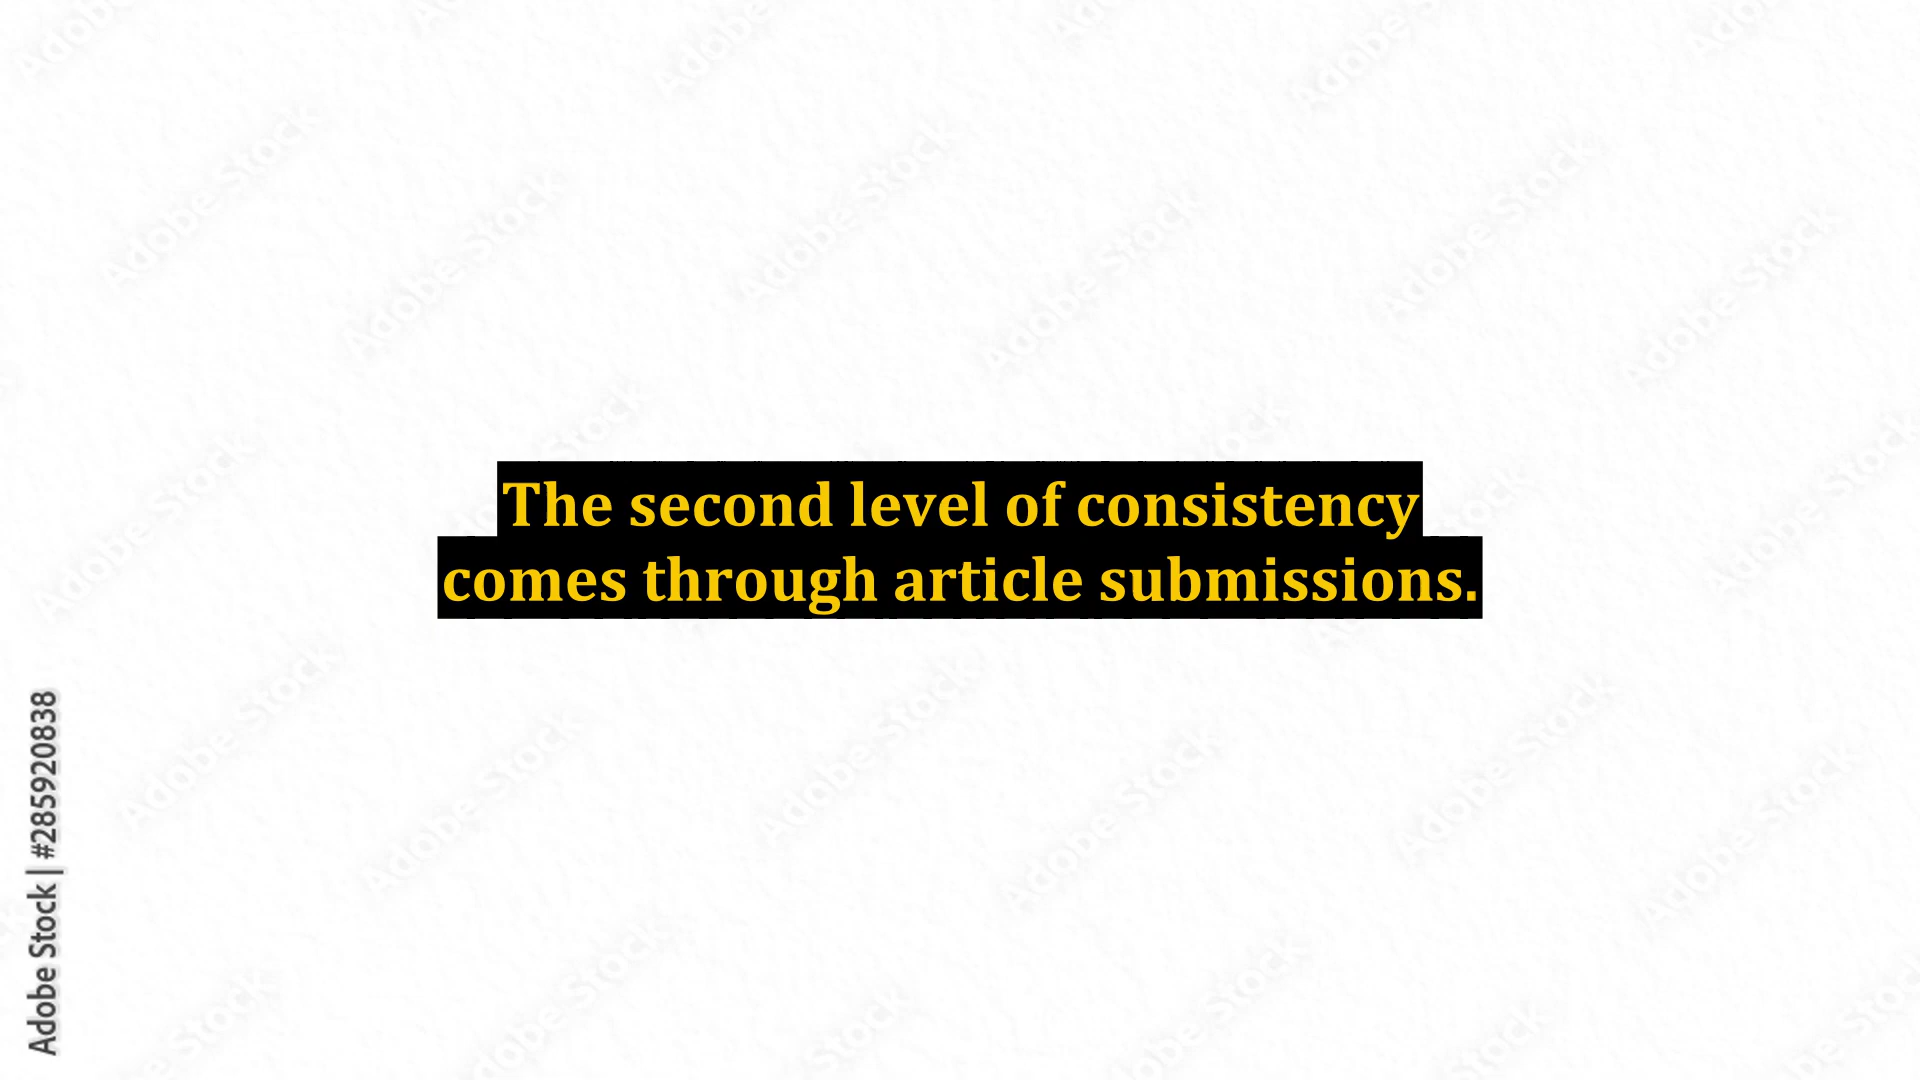 The second level of consistency
comes through article submissions.
Adobe Stock | #285920838